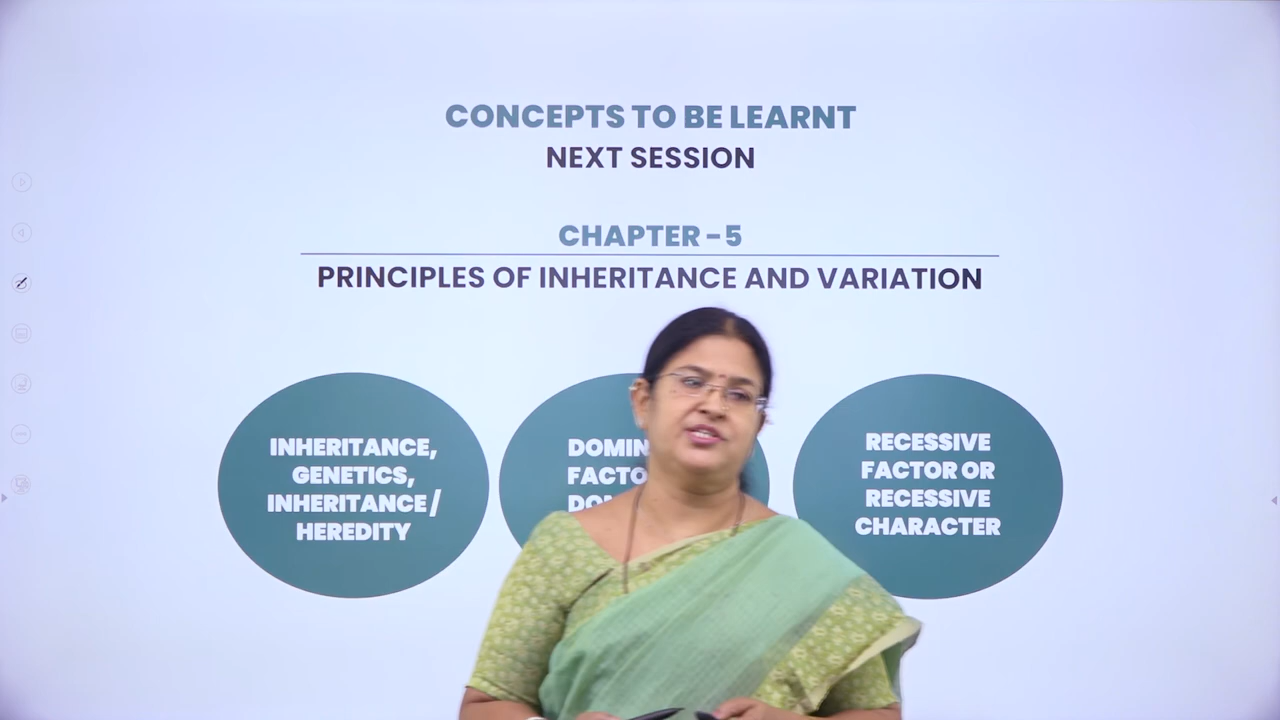 CONCEPTS TO BE LEARNT
NEXT SESSION
CHAPTER - 5
PRINCIPLES OF INHERITANCE AND VARIATION
INHERITANCE,
GENETICS,
INHERITANCE /
HEREDITY
RECESSIVE
FACTOR OR
RECESSIVE
CHARACTER